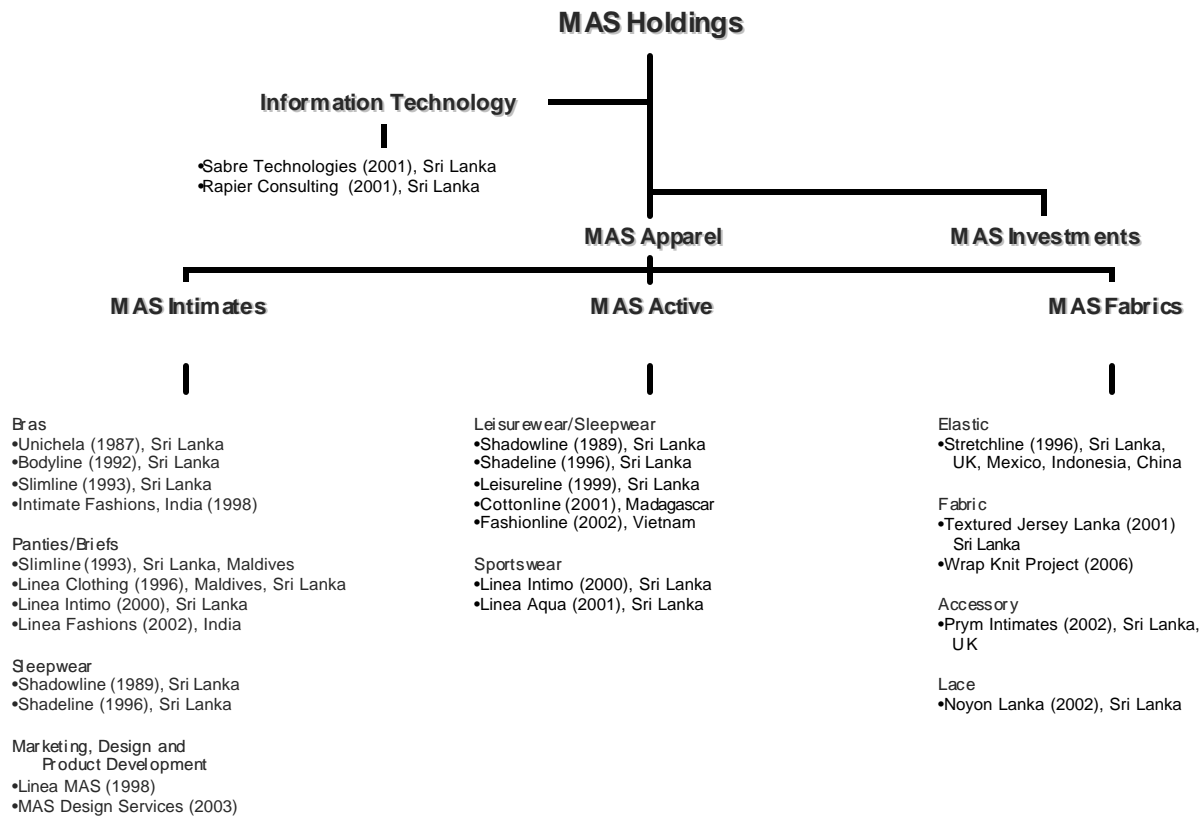 MAS Holdings
Information Technology
•Sabre Technologies (2001), Sri Lanka
•Rapier Consulting (2001), Sri Lanka
MAS Apparel
MAS Investments
MAS Intimates
MAS Active
MAS Fabrics
Bras
•Unichela (1987), Sri Lanka
•Bodyline (1992), Sri Lanka
•Slimline (1993), Sri Lanka
•Intimate Fashions, India (1998)
Panties/Briefs
•Slimline (1993), Sri Lanka, Maldives
•Linea Clothing (1996), Maldives, Sri Lanka
•Linea Intimo (2000), Sri Lanka
•Linea Fashions (2002), India
Sleepwear
•Shadowline (1989), Sri Lanka
•Shadeline (1996), Sri Lanka
Marketing, Design and
Product Development
•Linea MAS (1998)
•MAS Design Services (2003)
Leisurewear/Sleepwear
•Shadowline (1989), Sri Lanka
•Shadeline (1996), Sri Lanka
•Leisureline (1999), Sri Lanka
•Cottonline (2001), Madagascar
•Fashionline (2002), Vietnam
Sportswear
•Linea Intimo (2000), Sri Lanka
•Linea Aqua (2001), Sri Lanka
Elastic
•Stretchline (1996), Sri Lanka,
UK, Mexico, Indonesia, China
Fabric
•Textured Jersey Lanka (2001)
Sri Lanka
•Wrap Knit Project (2006)
Accessory
•Prym Intimates (2002), Sri Lanka,
UK
Lace
•Noyon Lanka (2002), Sri Lanka